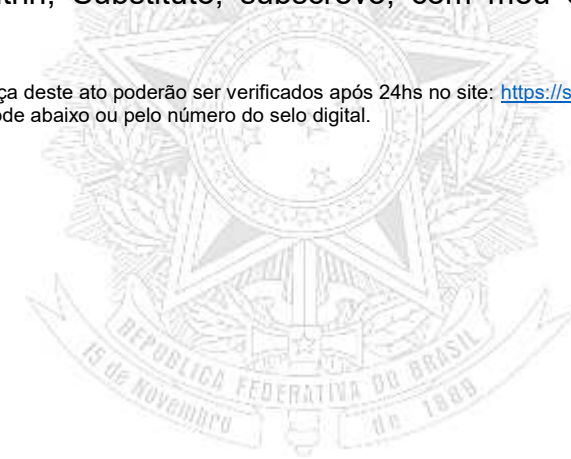 Substituto, subscrevo, com meu
ça deste ato poderão ser verificados após 24hs no site: https://s
ode abaixo ou pelo número do selo digital.
REPUBLICA FEDERATIVA DO BRASIL
15 de Novembro de 1889